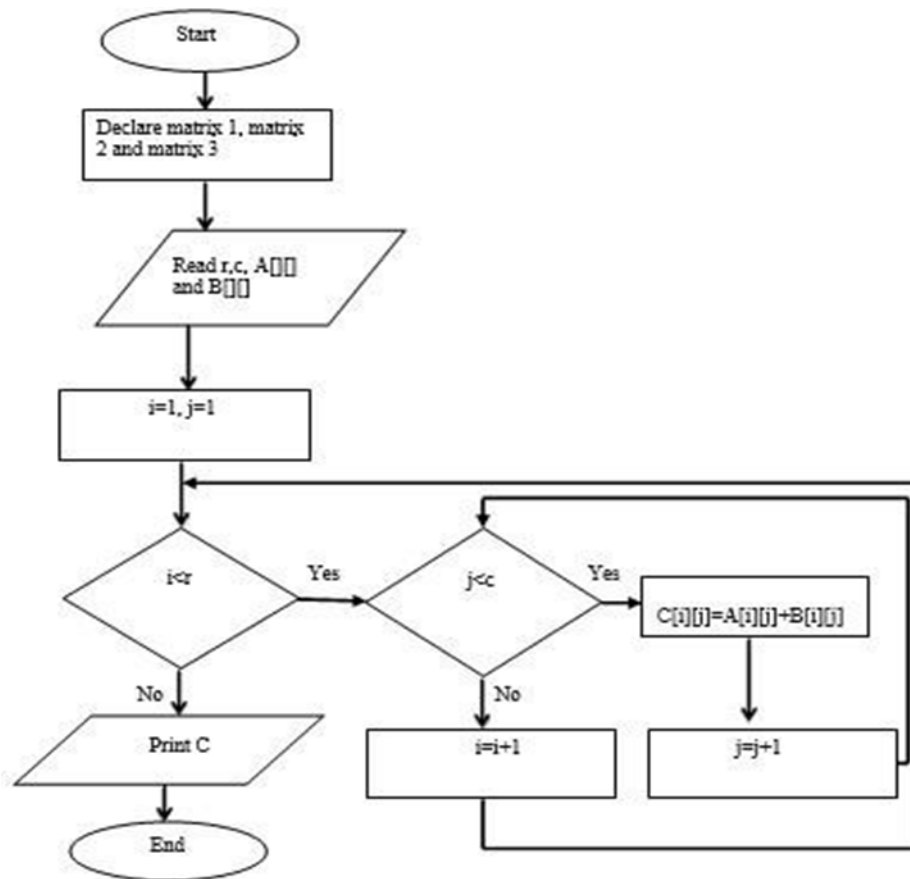 Start
Declare matrix 1, matrix
2 and matrix 3
Read r,c, A[][]
and B[][]
i=1, j=1
i<r
Yes
j<c
Yes
C[i][j]=A[i][j]+B[i][j]
No
No
Print C
i=i+1
j=j+1
End